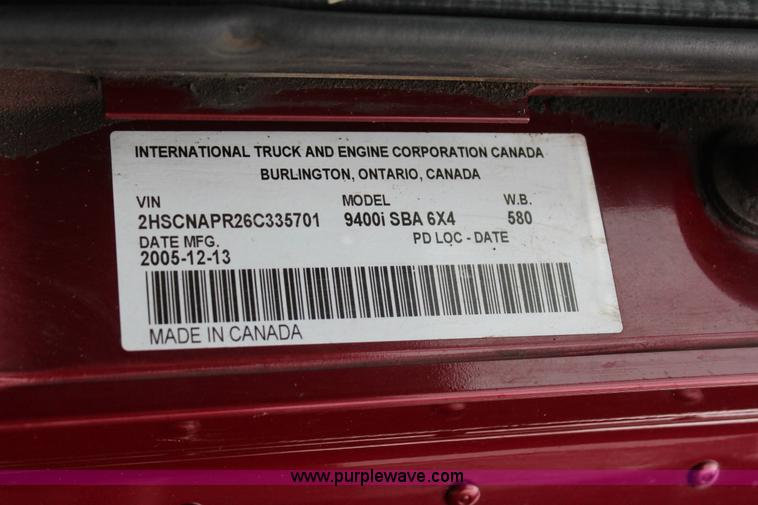 INTERNATIONAL TRUCK AND ENGINE CORPORATION CANADA
BURLINGTON, ONTARIO, CANADA
VIN MODEL W.B.
2HSCNAPR26C335701 9400i SBA 6X4 580
DATE MFG. PD LOC - DATE
2005-12-13
MADE IN CANADA
www.purplewave.com